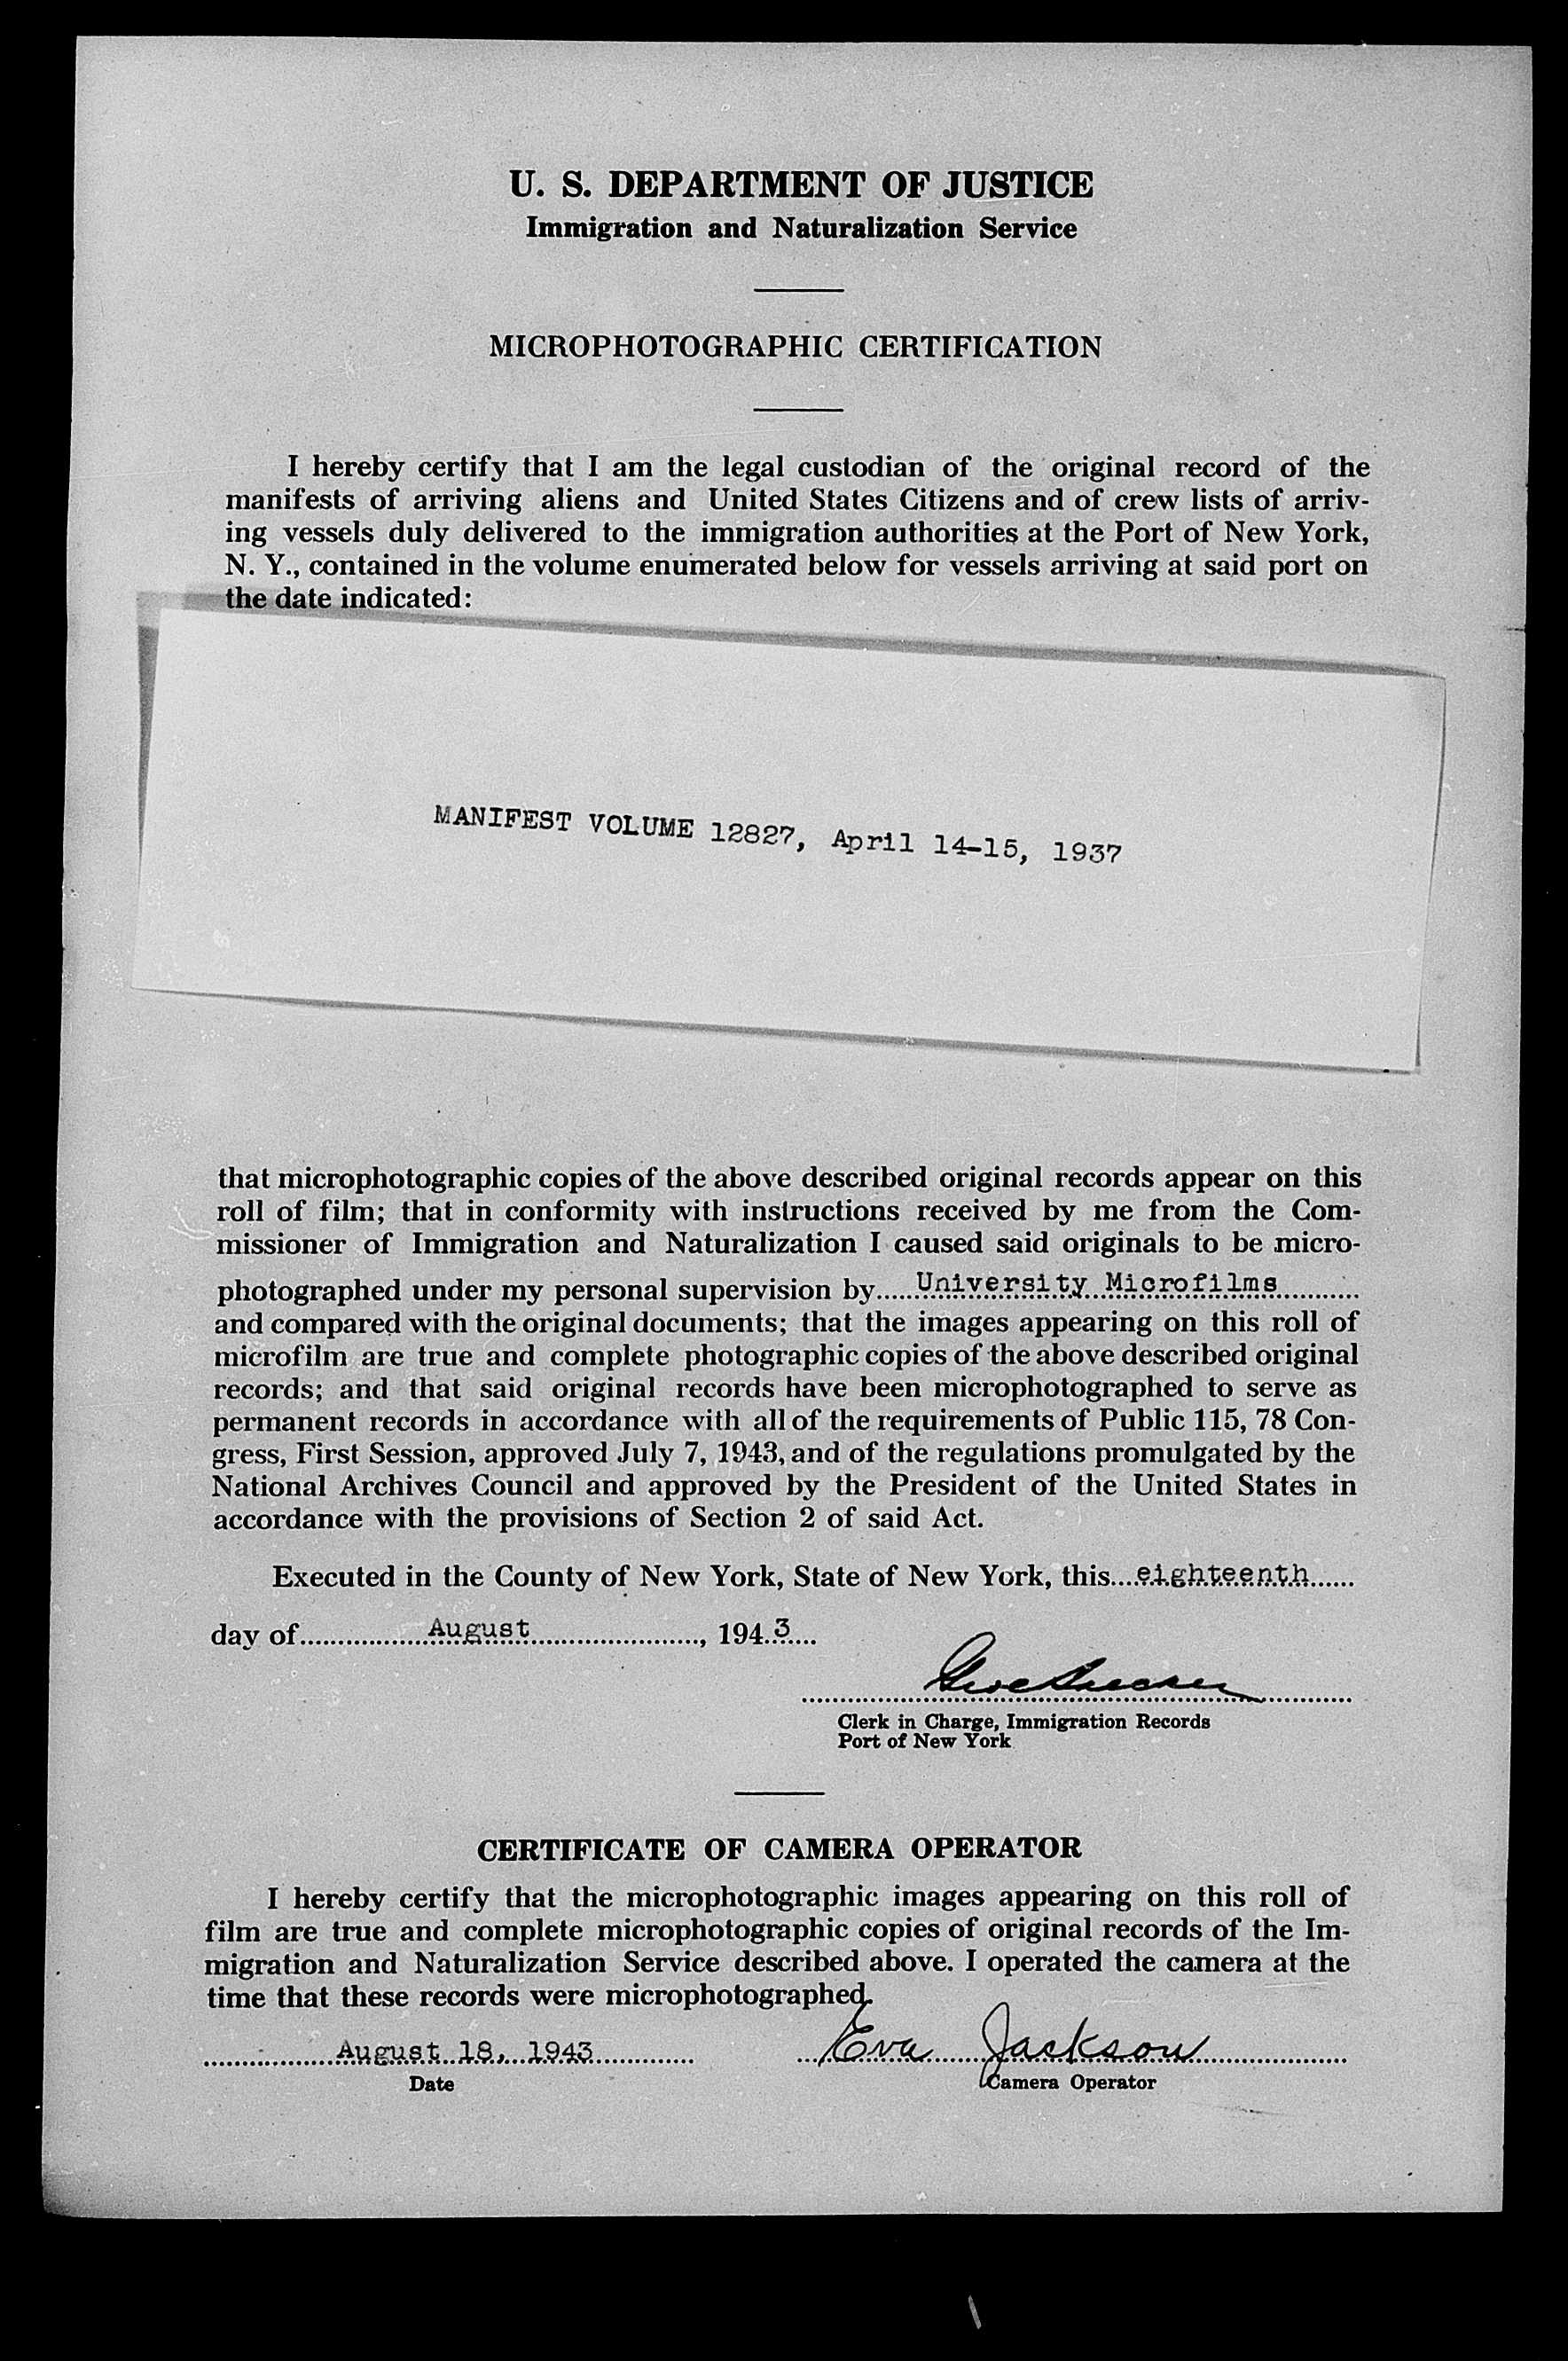 U. S. DEPARTMENT OF JUSTICE
Immigration and Naturalization Service
MICROPHOTOGRAPHIC CERTIFICATION
I hereby certify that I am the legal custodian of the original record of the
manifests of arriving aliens and United States Citizens and of crew lists of arriv-
ing vessels duly delivered to the immigration authorities at the Port of New York,
N. Y., contained in the volume enumerated below for vessels arriving at said port on
the date indicated:
MANIFEST VOLUME 12827, April 14-15, 1937
that microphotographic copies of the above described original records appear on this
roll of film; that in conformity with instructions received by me from the Com-
missioner of Immigration and Naturalization I caused said originals to be micro-
photographed under my personal supervision by University Microfilms
and compared with the original documents; that the images appearing on this roll of
microfilm are true and complete photographic copies of the above described original
records; and that said original records have been microphotographed to serve as
permanent records in accordance with all of the requirements of Public 115, 78 Con-
gress, First Session, approved July 7, 1943, and of the regulations promulgated by the
National Archives Council and approved by the President of the United States in
accordance with the provisions of Section 2 of said Act.
Executed in the County of New York, State of New York, this eighteenth
day of August, 1943
Clerk in Charge, Immigration Records
Port of New York
CERTIFICATE OF CAMERA OPERATOR
I hereby certify that the microphotographic images appearing on this roll of
film are true and complete microphotographic copies of original records of the Im-
migration and Naturalization Service described above. I operated the camera at the
time that these records were microphotographed.
August 18, 1943 Eva Jackson
Date Camera Operator